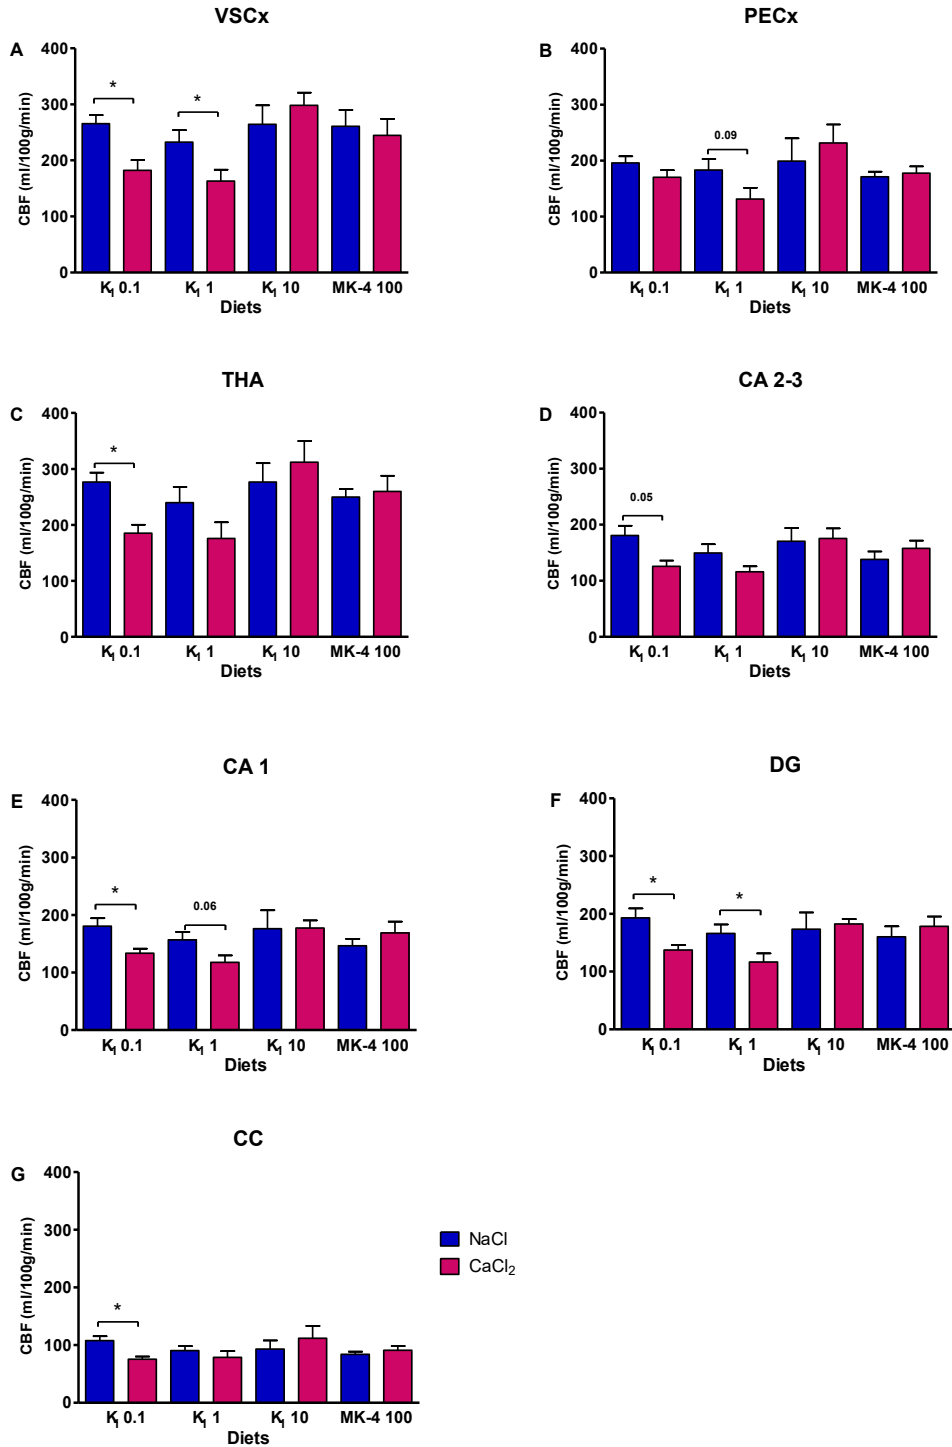 VSCx
A
CBF (ml/100g/min)
400
300
200
100
0
*
*
K₁ 0.1
K₁ 1
K₁ 10
MK-4 100
Diets
PECx
B
CBF (ml/100g/min)
400
300
200
100
0
0.09
K₁ 0.1
K₁ 1
K₁ 10
MK-4 100
Diets
THA
C
CBF (ml/100g/min)
400
300
200
100
0
*
K₁ 0.1
K₁ 1
K₁ 10
MK-4 100
Diets
CA 2-3
D
CBF (ml/100g/min)
400
300
200
100
0
0.05
K₁ 0.1
K₁ 1
K₁ 10
MK-4 100
Diets
CA 1
E
CBF (ml/100g/min)
400
300
200
100
0
*
0.06
K₁ 0.1
K₁ 1
K₁ 10
MK-4 100
Diets
DG
F
CBF (ml/100g/min)
400
300
200
100
0
*
*
K₁ 0.1
K₁ 1
K₁ 10
MK-4 100
Diets
CC
G
CBF (ml/100g/min)
400
300
200
100
0
*
K₁ 0.1
K₁ 1
K₁ 10
MK-4 100
Diets
NaCl
CaCl₂